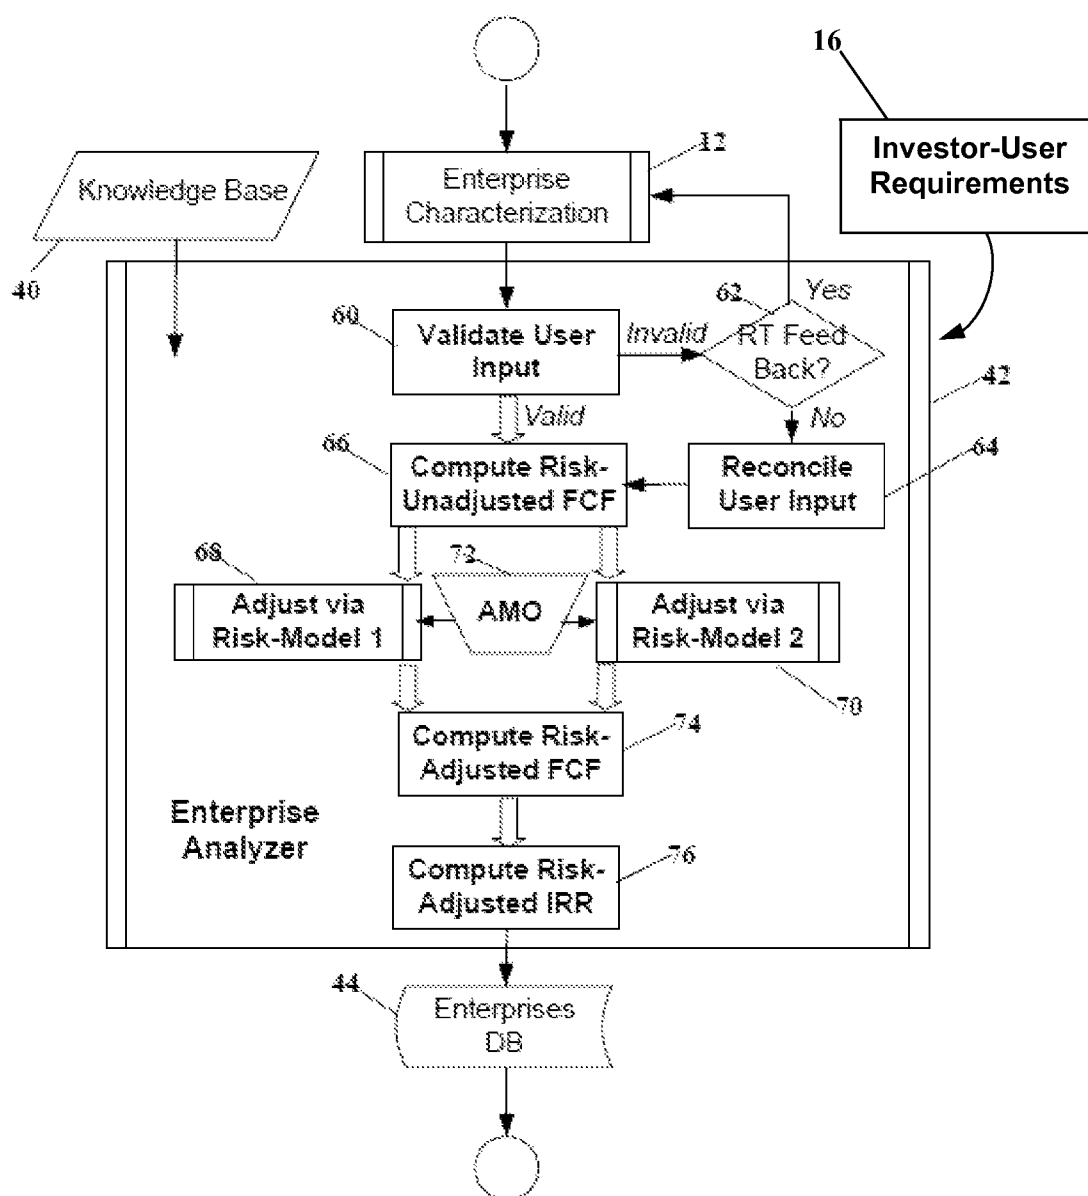 16
Investor-User
Requirements
12
Enterprise
Characterization
Knowledge Base
40
62
Yes
60
Validate User
Input
Invalid
RT Feed
Back?
42
Valid
No
66
Compute Risk-
Unadjusted FCF
Reconcile
User Input
64
68
72
Adjust via
Risk-Model 1
AMO
Adjust via
Risk-Model 2
70
Compute Risk-
Adjusted FCF
74
Enterprise
Analyzer
Compute Risk-
Adjusted IRR
76
44
Enterprises
DB